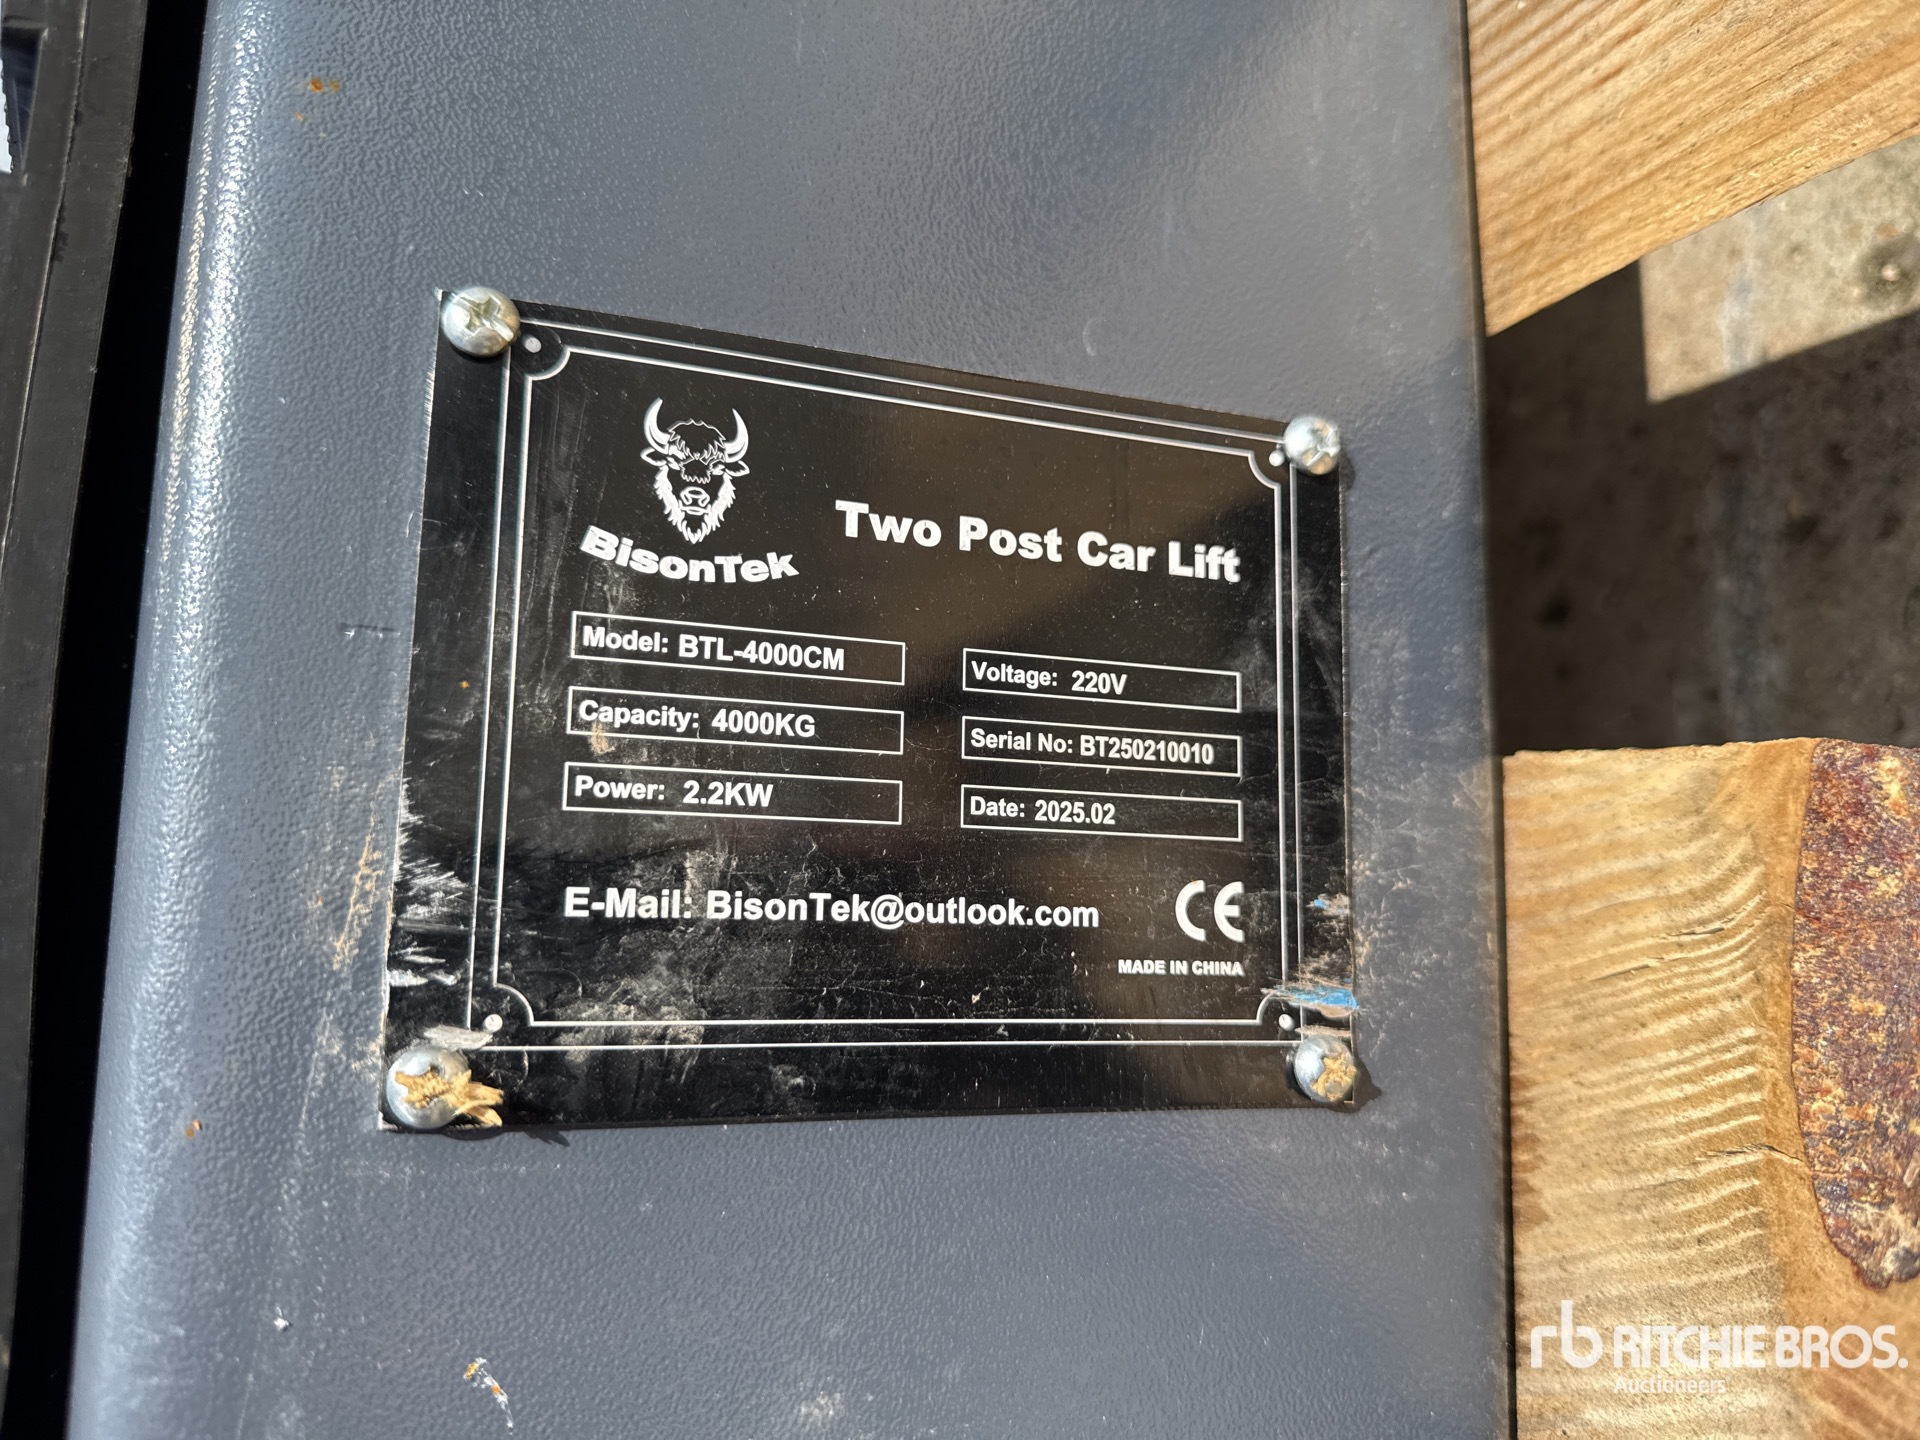 BisonTek
Two Post Car Lift
Model: BTL-4000CM
Voltage: 220V
Capacity: 4000KG
Serial No: BT250210010
Power: 2.2KW
Date: 2025.02
E-Mail: BisonTek@outlook.com
CE
MADE IN CHINA
rb RITCHIE BROS.
Auctioneers